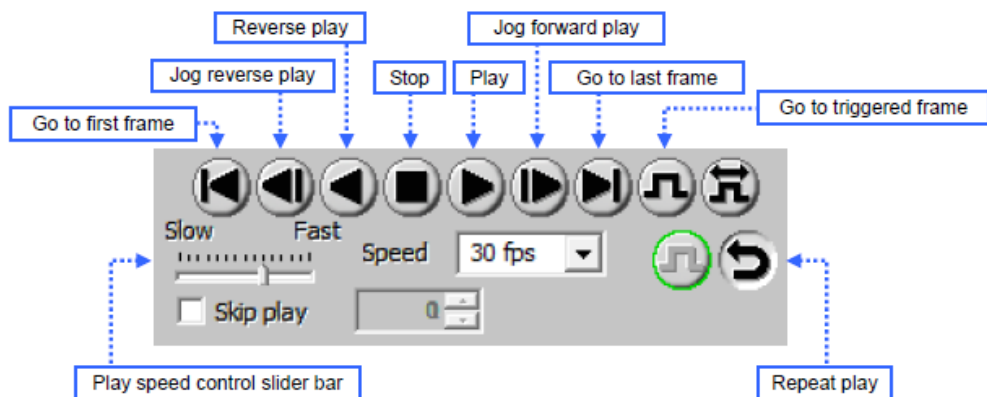 Reverse play
Jog forward play
Jog reverse play
Stop
Play
Go to last frame
Go to first frame
Go to triggered frame
Slow
Fast
Speed
30 fps
Skip play
0
Play speed control slider bar
Repeat play